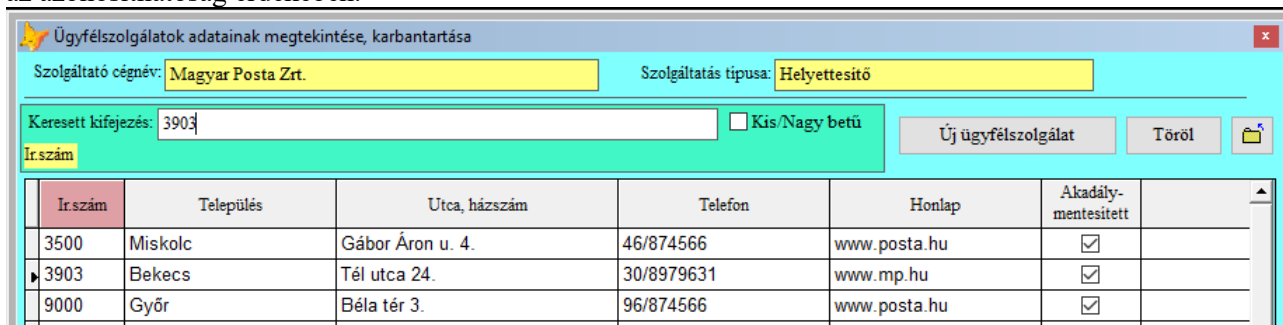 az azonosíthatóság érdekében.
Ügyfélszolgálatok adatainak megtekintése, karbantartása
Szolgáltató cégnév: Magyar Posta Zrt. Szolgáltatás típusa: Helyettesítő
Keresett kifejezés: 3903 Kis/Nagy betű Új ügyfélszolgálat Töröl
Ir.szám
Ir.szám Település Utca, házszám Telefon Honlap Akadály-
mentesített
3500 Miskolc Gábor Áron u. 4. 46/874566 www.posta.hu
3903 Bekecs Tél utca 24. 30/8979631 www.mp.hu
9000 Győr Béla tér 3. 96/874566 www.posta.hu